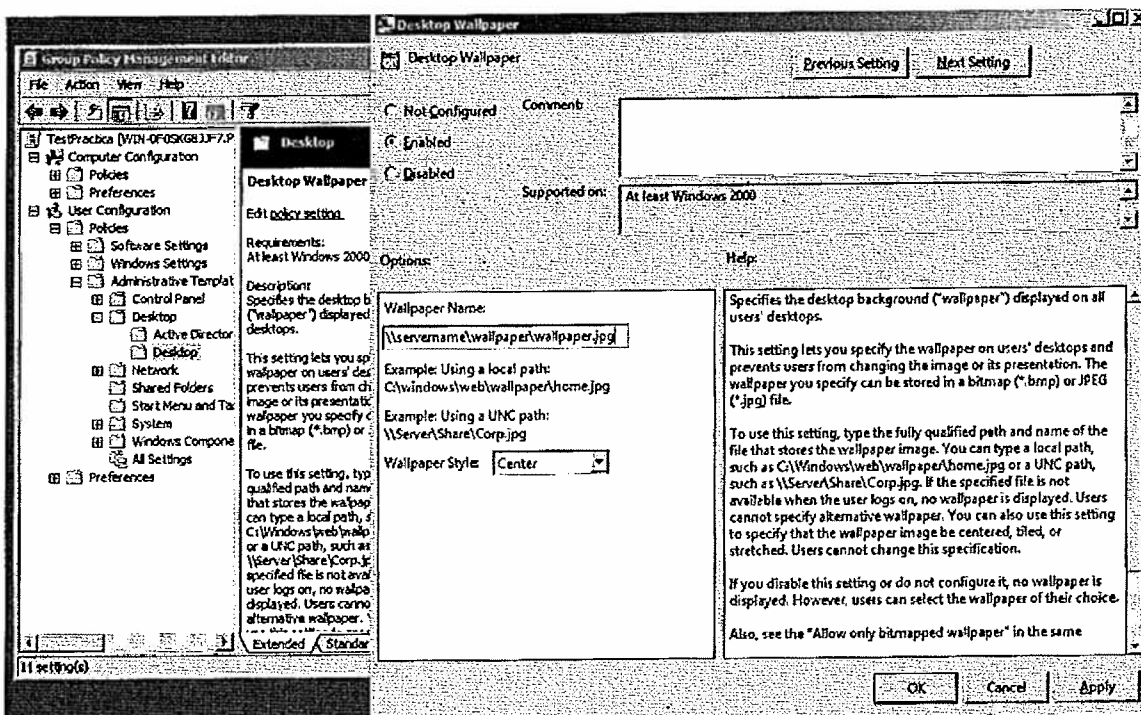 Group Policy Management Editor
File Action View Help
TestPractica [WIN-0F0SKG8JJF7.P
Computer Configuration
Policies
Preferences
User Configuration
Policies
Software Settings
Windows Settings
Administrative Templat
Control Panel
Desktop
Active Director
Desktop
Network
Shared Folders
Start Menu and Ta
System
Windows Compone
All Settings
Preferences
11 setting(s)
Desktop
Desktop Wallpaper
Edit policy setting
Requirements:
At least Windows 2000
Description:
Specifies the desktop b
("wallpaper") displayed
desktops.
This setting lets you sp
wallpaper on users' des
prevents users from ch
image or its presentatio
wallpaper you specify c
in a bitmap (*.bmp) or
file.
To use this setting, typ
qualified path and name
that stores the wallpap
can type a local path, s
C:\Windows\web\wallp
or a UNC path, such as
\\Server\Share\Corp.jp
specified file is not avai
user logs on, no wallpa
displayed. Users canno
alternative wallpaper.
Extended Standar
Desktop Wallpaper
Desktop Wallpaper
Previous Setting Next Setting
Not Configured
Enabled
Disabled
Comment:
Supported on:
At least Windows 2000
Options:
Wallpaper Name:
\\servername\wallpaper\wallpaper.jpg
Example: Using a local path:
C:\windows\web\wallpaper\home.jpg
Example: Using a UNC path:
\\Server\Share\Corp.jpg
Wallpaper Style: Center
Help:
Specifies the desktop background ("wallpaper") displayed on all
users' desktops.
This setting lets you specify the wallpaper on users' desktops and
prevents users from changing the image or its presentation. The
wallpaper you specify can be stored in a bitmap (*.bmp) or JPEG
(*.jpg) file.
To use this setting, type the fully qualified path and name of the
file that stores the wallpaper image. You can type a local path,
such as C:\Windows\web\wallpaper\home.jpg or a UNC path,
such as \\Server\Share\Corp.jpg. If the specified file is not
available when the user logs on, no wallpaper is displayed. Users
cannot specify alternative wallpaper. You can also use this setting
to specify that the wallpaper image be centered, tiled, or
stretched. Users cannot change this specification.
If you disable this setting or do not configure it, no wallpaper is
displayed. However, users can select the wallpaper of their choice.
Also, see the "Allow only bitmapped wallpaper" in the same
OK Cancel Apply